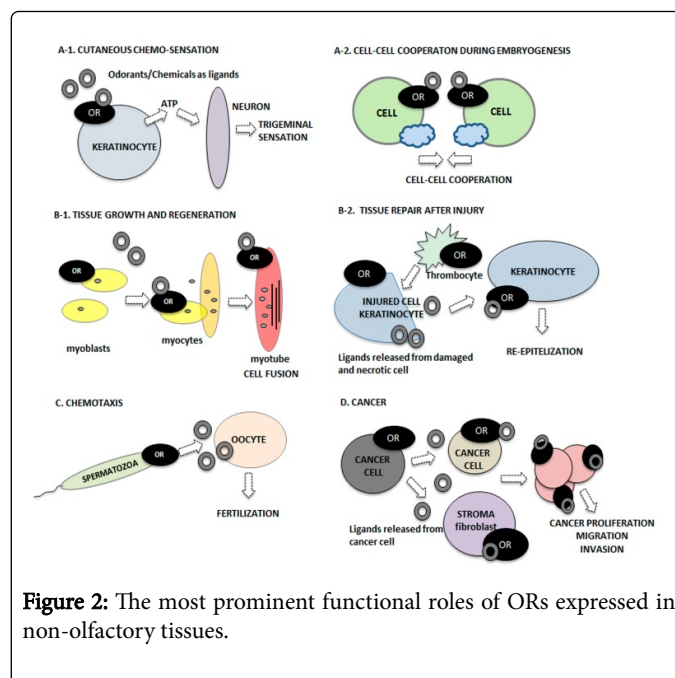 A-1. CUTANEOUS CHEMO-SENSATION
Odorants/Chemicals as ligands
OR
ATP
KERATINOCYTE
NEURON
TRIGEMINAL
SENSATION
A-2. CELL-CELL COOPERATON DURING EMBRYOGENESIS
OR
OR
CELL
CELL
CELL-CELL COOPERATION
B-1. TISSUE GROWTH AND REGENERATION
OR
OR
OR
myoblasts
myocytes
myotube
CELL FUSION
B-2. TISSUE REPAIR AFTER INJURY
OR
OR
Thrombocyte
KERATINOCYTE
INJURED CELL
KERATINOCYTE
OR
Ligands released from damaged
and necrotic cell
RE-EPITELIZATION
C. CHEMOTAXIS
SPERMATOZOA
OR
OOCYTE
FERTILIZATION
D. CANCER
OR
OR
CANCER
CELL
CANCER
CELL
Ligands released from
cancer cell
STROMA
fibroblast
OR
CANCER PROLIFERATION
MIGRATION
INVASION
Figure 2: The most prominent functional roles of ORs expressed in
non-olfactory tissues.